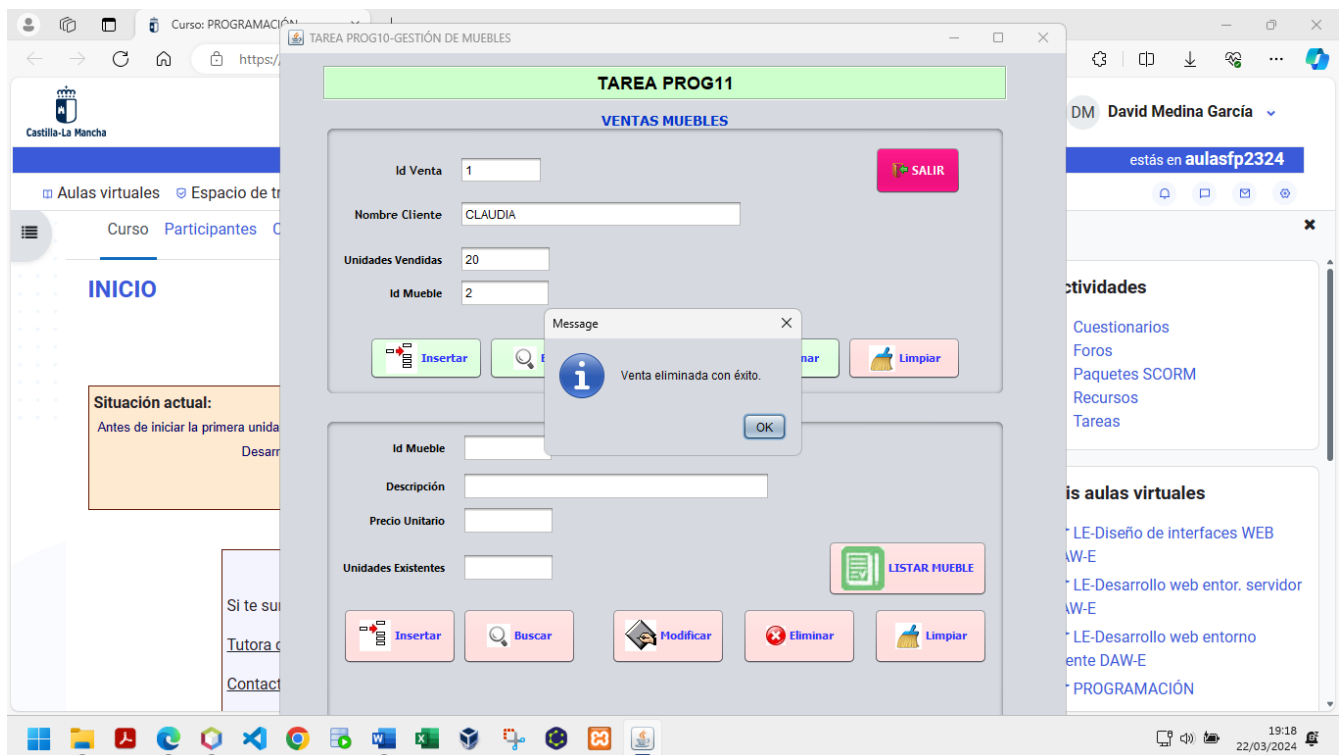 Curso: PROGRAMACIÓN
TAREA PROG10-GESTIÓN DE MUEBLES
https:/
TAREA PROG11
VENTAS MUEBLES
Castilla-La Mancha
DM David Medina García
estás en aulasfp2324
Aulas virtuales Espacio de tr
Curso Participantes
Id Venta 1
SALIR
Nombre Cliente CLAUDIA
Unidades Vendidas 20
Id Mueble 2
INICIO
Message
Venta eliminada con éxito.
OK
Insertar
Limpiar
Situación actual:
Antes de iniciar la primera unida
Desarr
Id Mueble
Descripción
Precio Unitario
Unidades Existentes
LISTAR MUEBLE
Insertar Buscar Modificar Eliminar Limpiar
Si te sur
Tutora
Contact
ctividades
Cuestionarios
Foros
Paquetes SCORM
Recursos
Tareas
is aulas virtuales
LE-Diseño de interfaces WEB
AW-E
LE-Desarrollo web entor. servidor
AW-E
LE-Desarrollo web entorno
ente DAW-E
PROGRAMACIÓN
19:18
22/03/2024